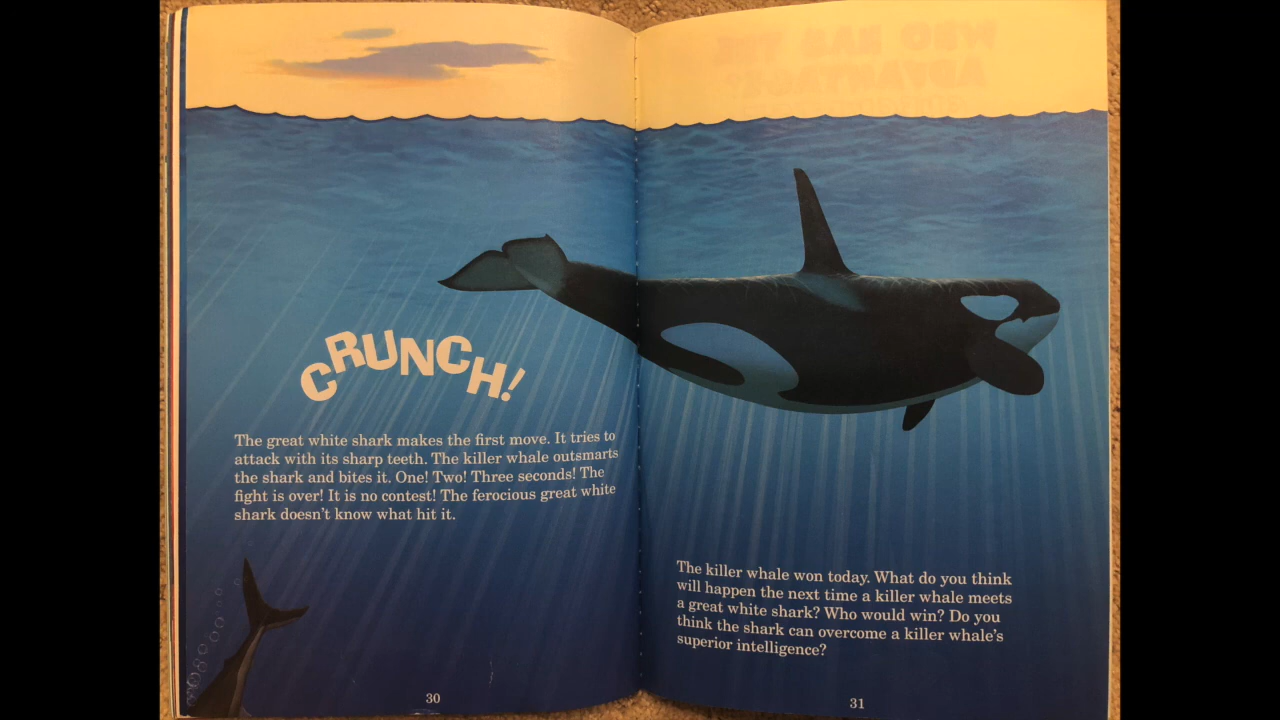 CRUNCH!
The great white shark makes the first move. It tries to
attack with its sharp teeth. The killer whale outsmarts
the shark and bites it. One! Two! Three seconds! The
fight is over! It is no contest! The ferocious great white
shark doesn't know what hit it.
30
The killer whale won today. What do you think
will happen the next time a killer whale meets
a great white shark? Who would win? Do you
think the shark can overcome a killer whale's
superior intelligence?
31